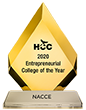 HCC
2020
Entrepreneurial
College of the Year
NACCE